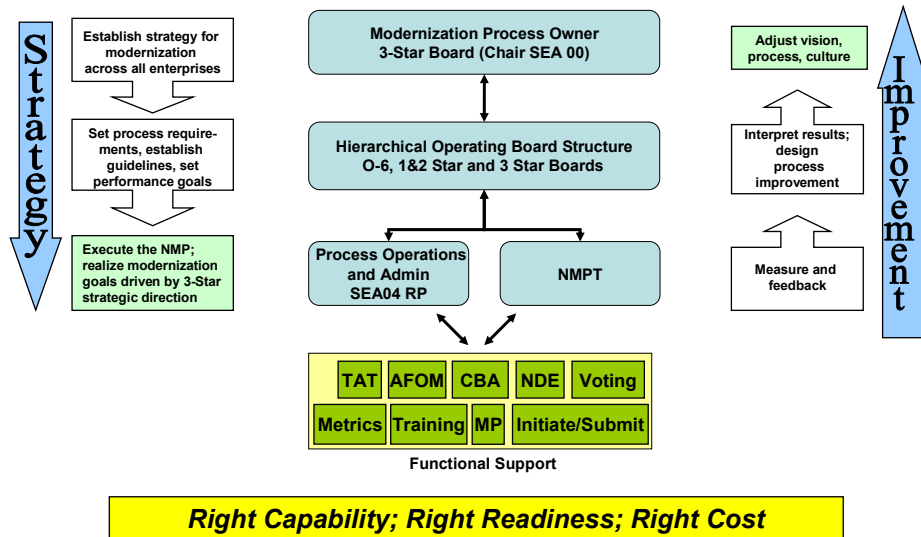 Strategy
Establish strategy for
modernization
across all enterprises
Set process require-
ments, establish
guidelines, set
performance goals
Execute the NMP;
realize modernization
goals driven by 3-Star
strategic direction
Modernization Process Owner
3-Star Board (Chair SEA 00)
Hierarchical Operating Board Structure
O-6, 1&2 Star and 3 Star Boards
Process Operations
and Admin
SEA04 RP
NMPT
TAT AFOM CBA NDE Voting
Metrics Training MP Initiate/Submit
Functional Support
Adjust vision,
process, culture
Interpret results;
design
process
improvement
Measure and
feedback
Improvement
Right Capability; Right Readiness; Right Cost